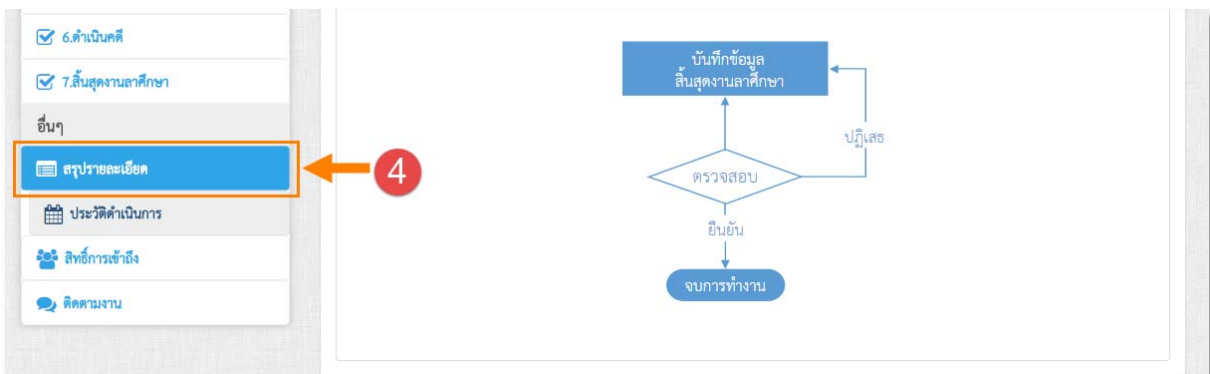 6.ดำเนินคดี
7.สิ้นสุดงานลาศึกษา
อื่นๆ
สรุปรายละเอียด
ประวัติดำเนินการ
สิทธิ์การเข้าถึง
ติดตามงาน
4
บันทึกข้อมูล
สิ้นสุดงานลาศึกษา
ปฏิเสธ
ตรวจสอบ
ยืนยัน
จบการทำงาน